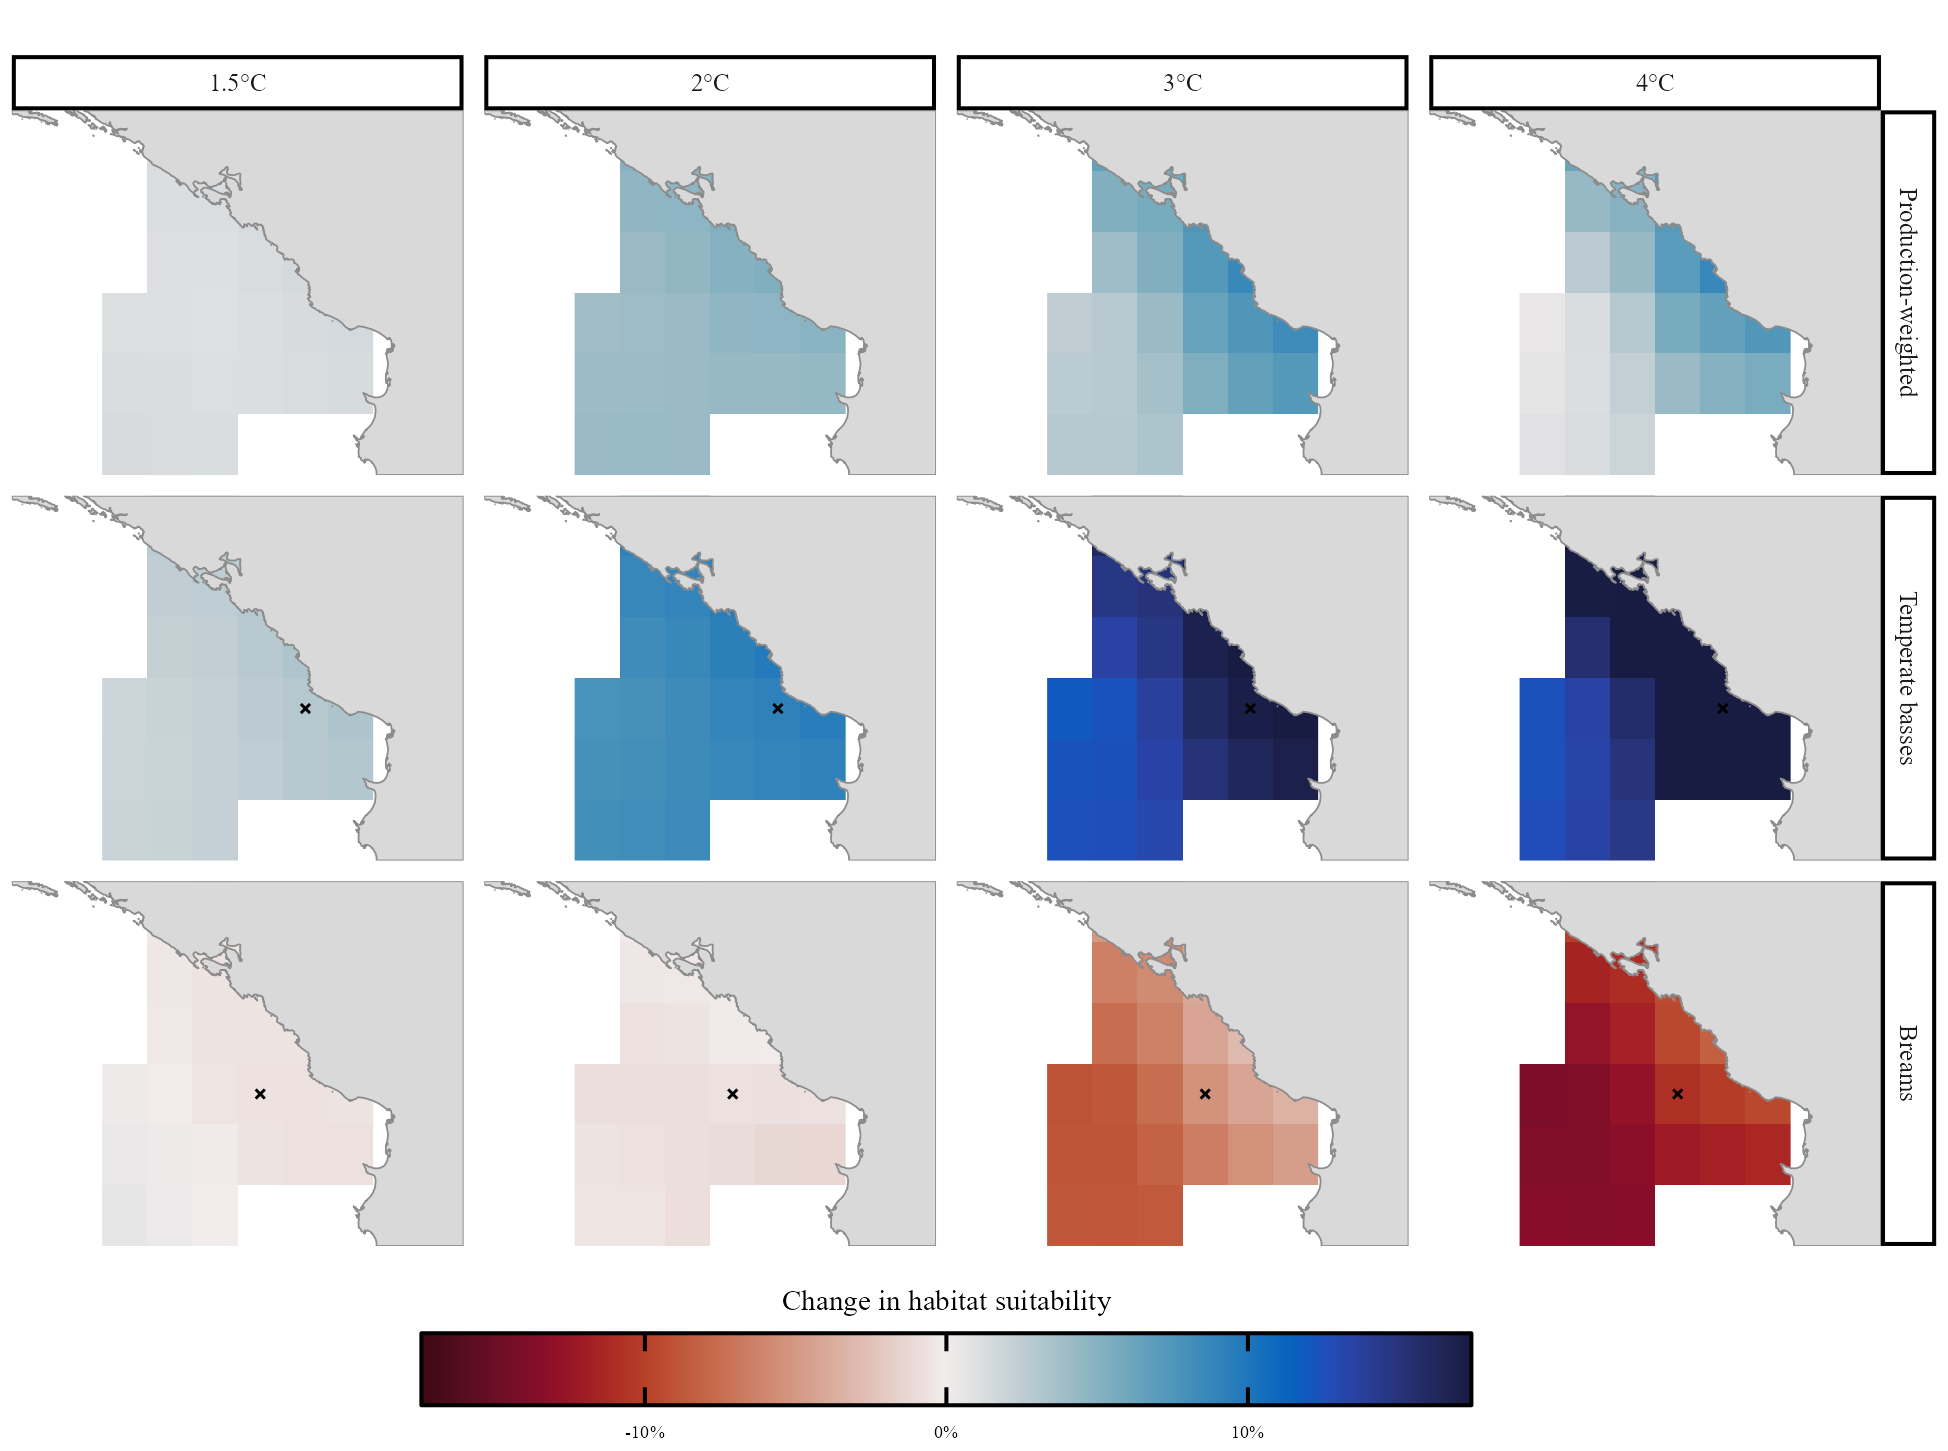 1.5°C
2°C
3°C
4°C
Production-weighted
Temperate basses
Breams
Change in habitat suitability
-10%
0%
10%